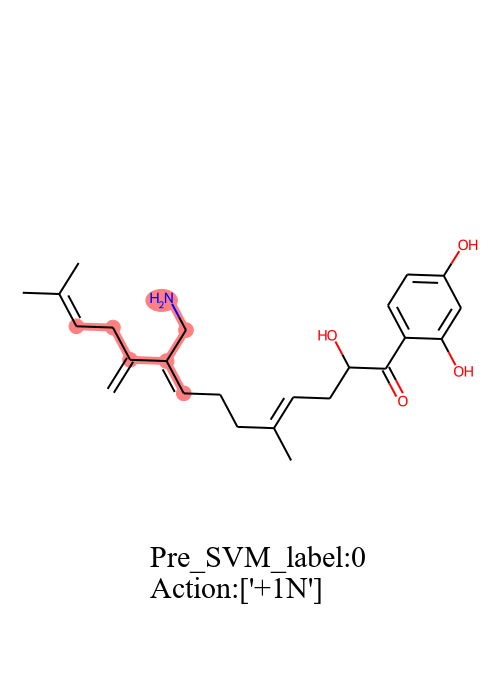 OH
H2N
HO
OH
O
Pre_SVM_label:0
Action:['+1N']